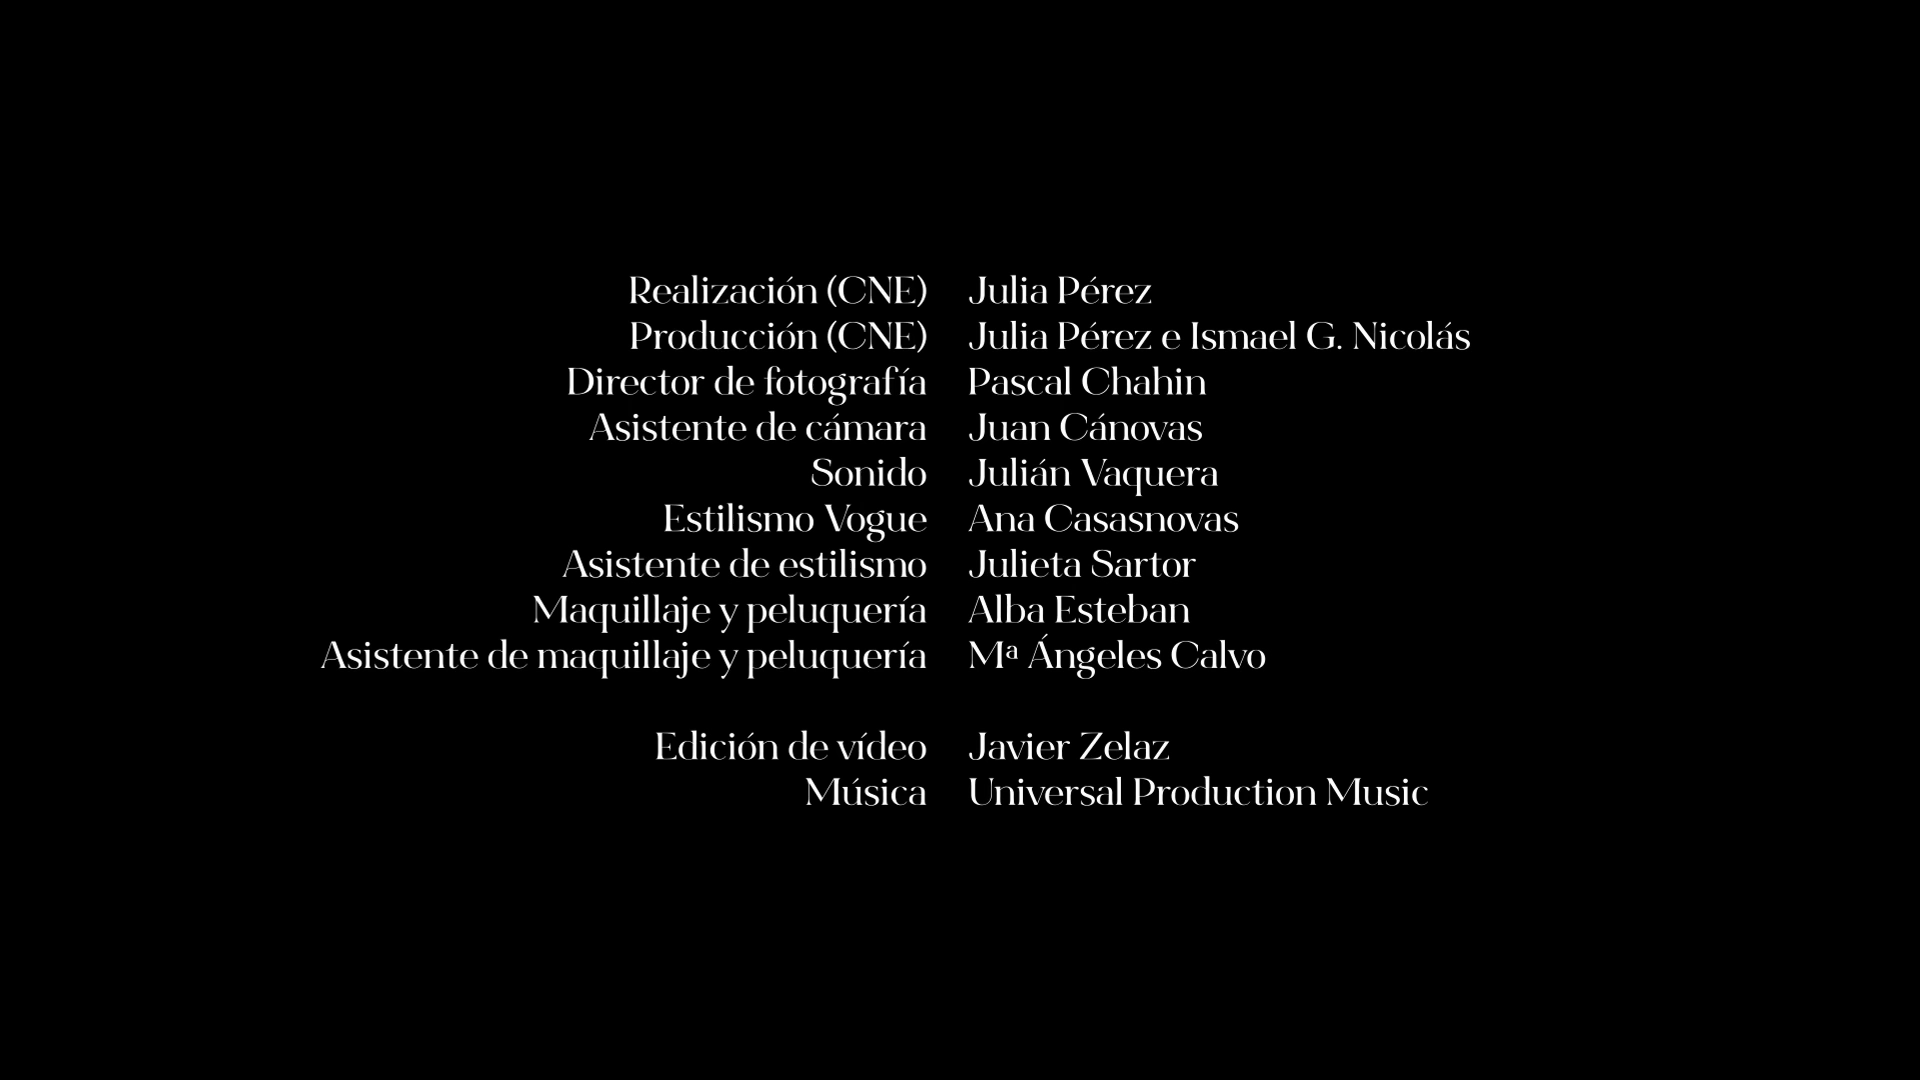 Realización (CNE) Julia Pérez
Producción (CNE) Julia Pérez e Ismael G. Nicolás
Director de fotografía Pascal Chahin
Asistente de cámara Juan Cánovas
Sonido Julián Vaquera
Estilismo Vogue Ana Casasnovas
Asistente de estilismo Julieta Sartor
Maquillaje y peluquería Alba Esteban
Asistente de maquillaje y peluquería Mª Ángeles Calvo
Edición de vídeo Javier Zelaz
Música Universal Production Music